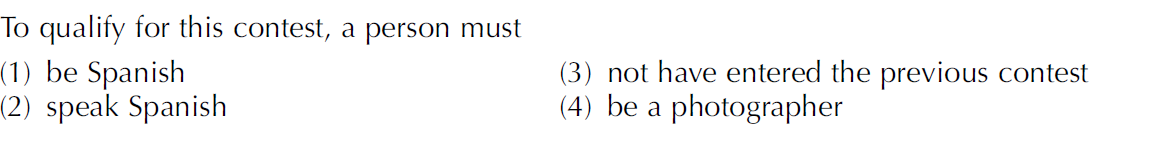 To qualify for this contest, a person must
(1) be Spanish
(2) speak Spanish
(3) not have entered the previous contest
(4) be a photographer